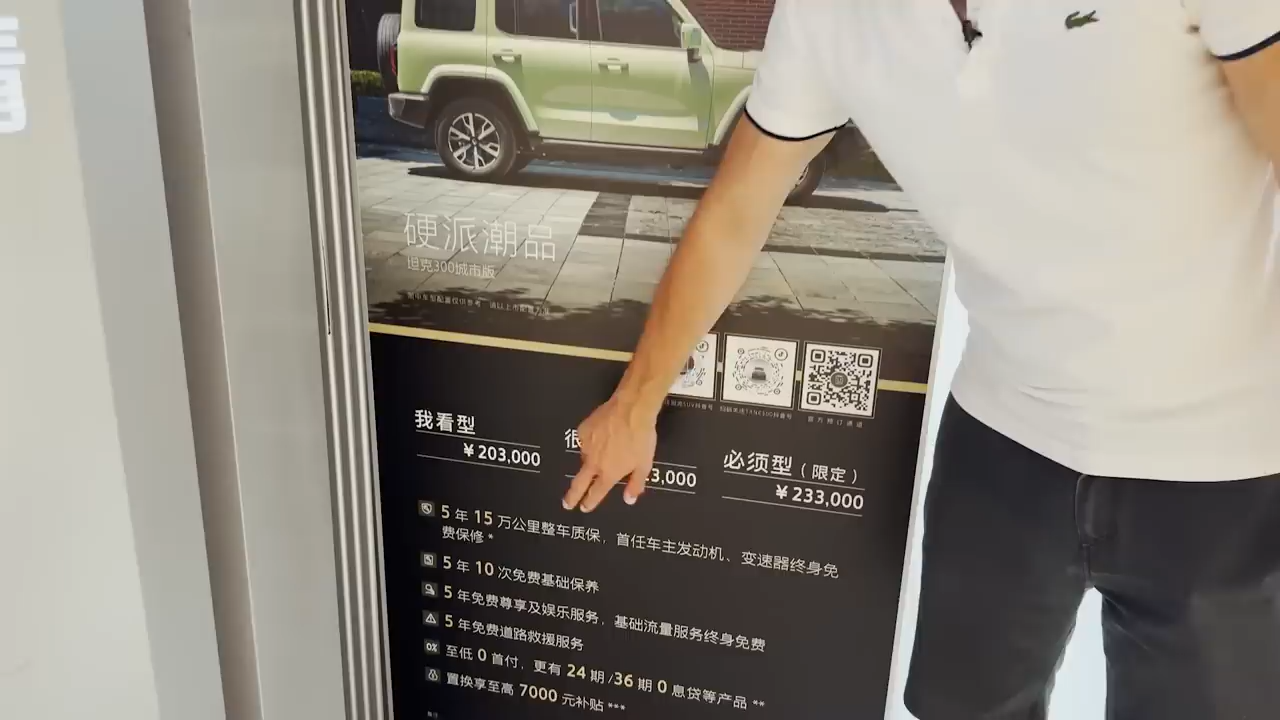 硬派潮品
坦克300城市版
我看型
¥203,000
很
23,000
必须型(限定)
¥233,000
5年15万公里整车质保，首任车主发动机、变速器终身免
费保修*
5年10次免费基础保养
5年免费尊享及娱乐服务，基础流量服务终身免费
5年免费道路救援服务
0% 至低0首付，更有24期/36期0息贷等产品**
置换享至高7000元补贴***